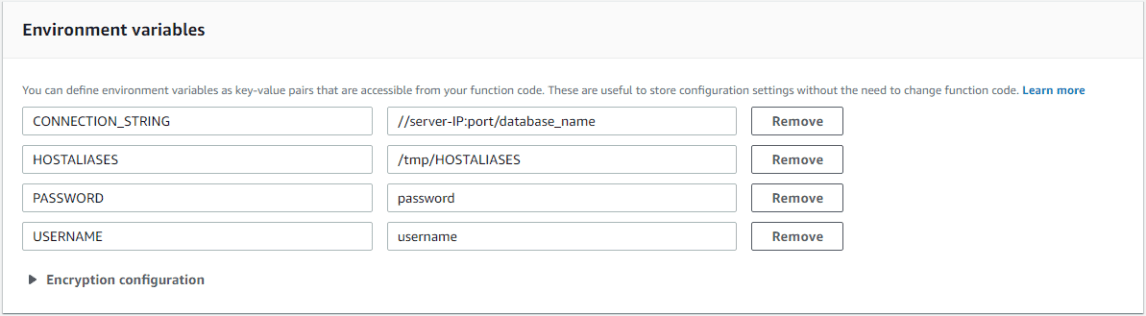 Environment variables
You can define environment variables as key-value pairs that are accessible from your function code. These are useful to store configuration settings without the need to change function code. Learn more
CONNECTION_STRING //server-IP:port/database_name Remove
HOSTALIASES /tmp/HOSTALIASES Remove
PASSWORD password Remove
USERNAME username Remove
Encryption configuration